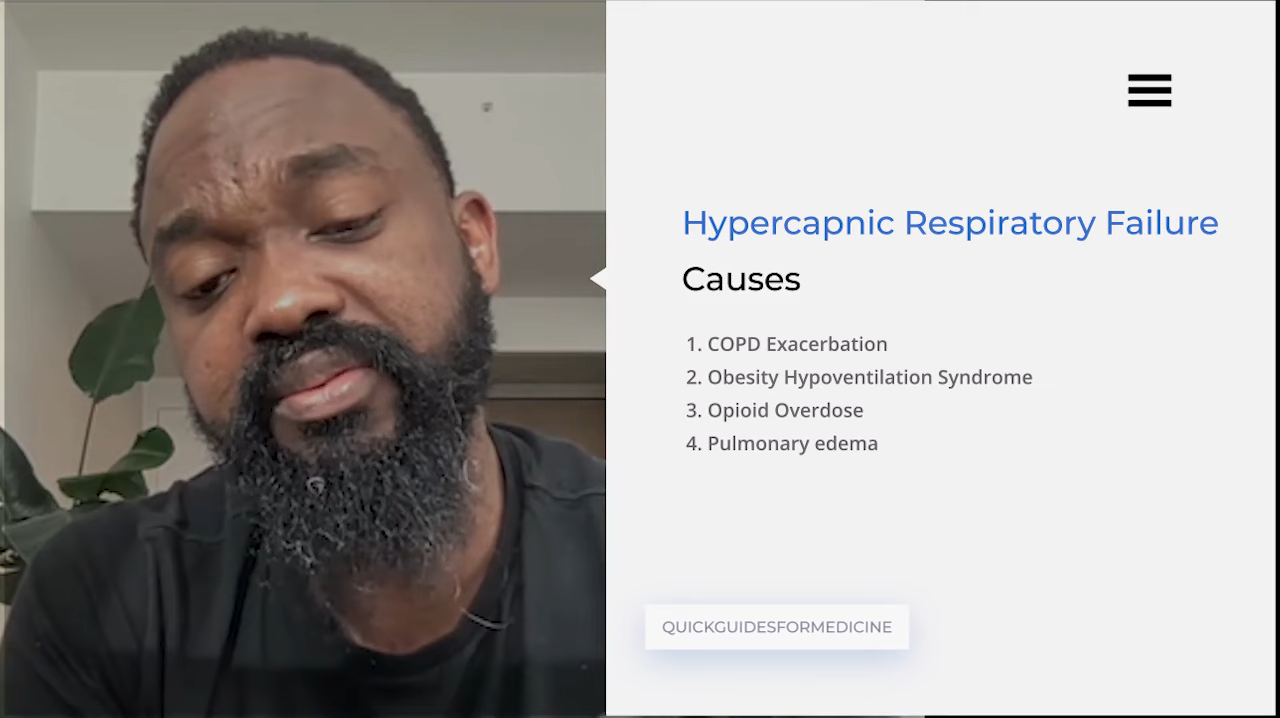 Hypercapnic Respiratory Failure
Causes
1. COPD Exacerbation
2. Obesity Hypoventilation Syndrome
3. Opioid Overdose
4. Pulmonary edema
QUICKGUIDESFORMEDICINE